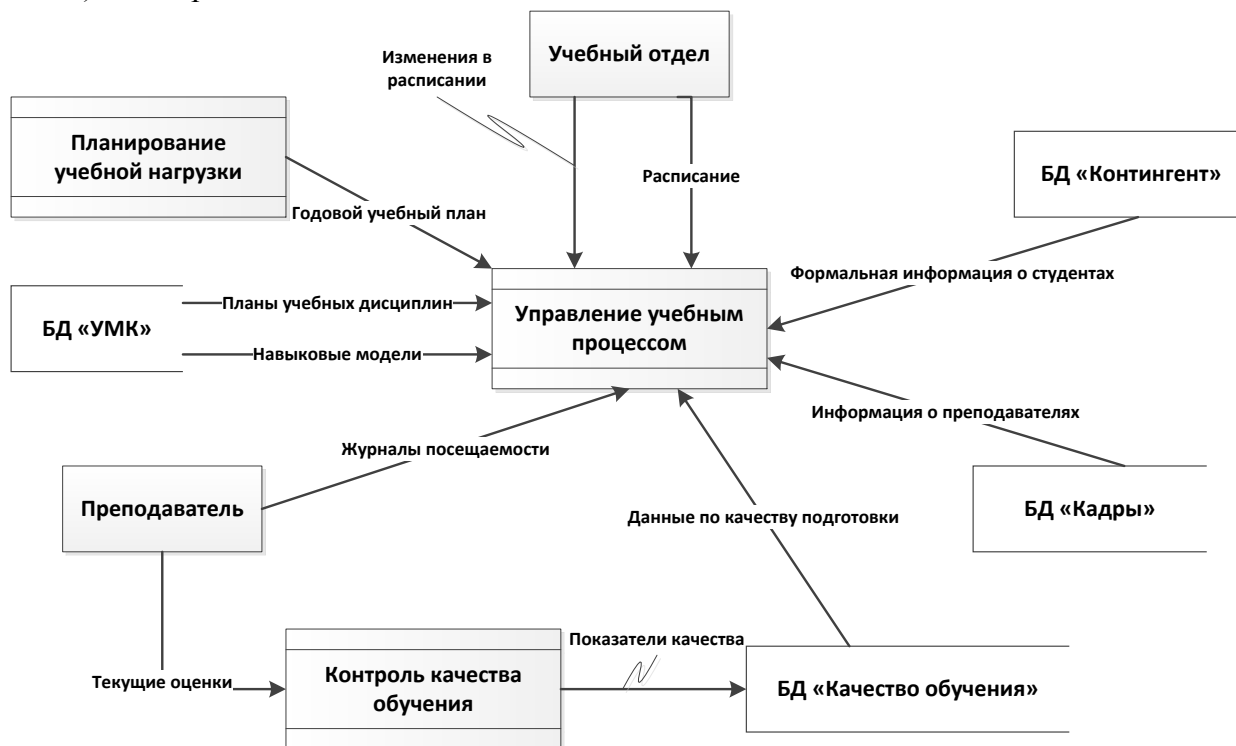 Учебный отдел
Изменения в
расписании
Планирование
учебной нагрузки
БД «Контингент»
Расписание
Годовой учебный план
Формальная информация о студентах
Планы учебных дисциплин
БД «УМК»
Управление учебным
процессом
Навыковые модели
Информация о преподавателях
Журналы посещаемости
Преподаватель
Данные по качеству подготовки
БД «Кадры»
Показатели качества
Текущие оценки
Контроль качества
обучения
БД «Качество обучения»